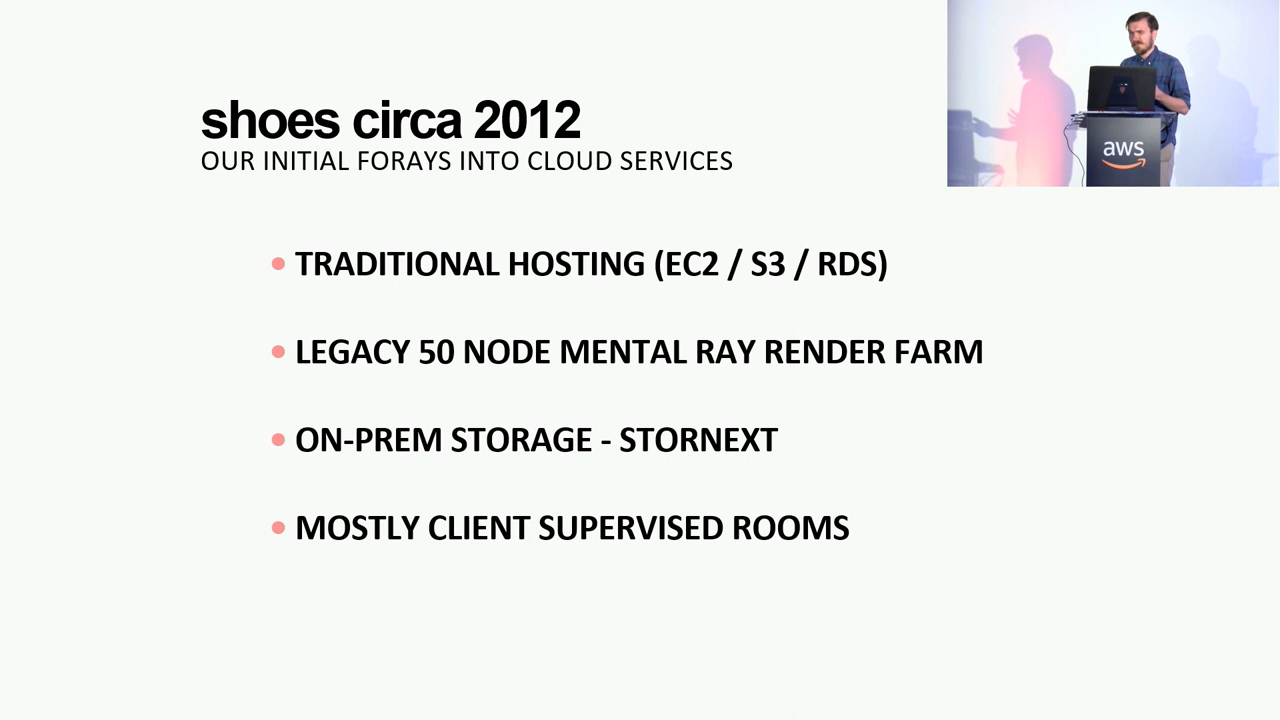 shoes circa 2012
OUR INITIAL FORAYS INTO CLOUD SERVICES
aws
• TRADITIONAL HOSTING (EC2 / S3 / RDS)
• LEGACY 50 NODE MENTAL RAY RENDER FARM
• ON-PREM STORAGE - STORNEXT
• MOSTLY CLIENT SUPERVISED ROOMS